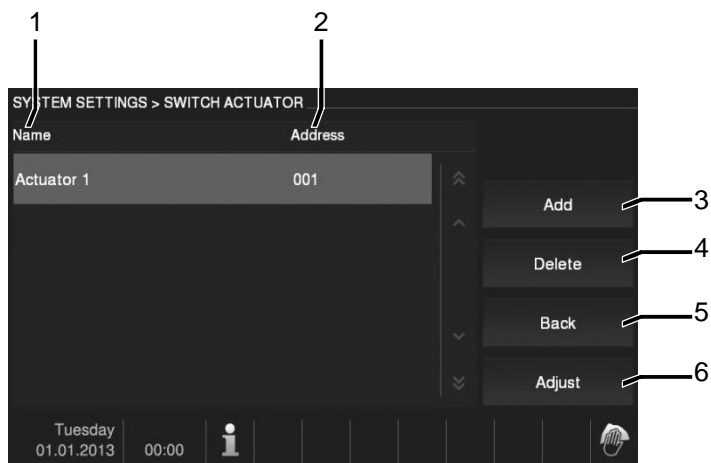 1 2
SYSTEM SETTINGS > SWITCH ACTUATOR
Name Address
Actuator 1 001
Add 3
Delete 4
Back 5
Adjust 6
Tuesday
01.01.2013 00:00 i